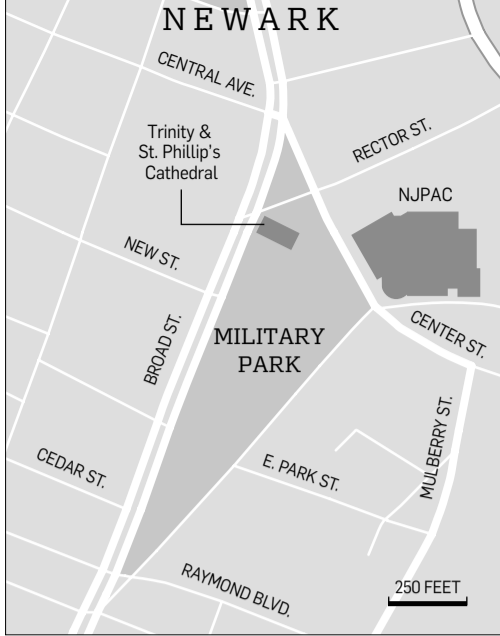 NEWARK
CENTRAL AVE.
RECTOR ST.
Trinity &
St. Phillip's
Cathedral
NJPAC
NEW ST.
BROAD ST.
MILITARY
PARK
CENTER ST.
MULBERRY ST.
CEDAR ST.
E. PARK ST.
RAYMOND BLVD.
250 FEET